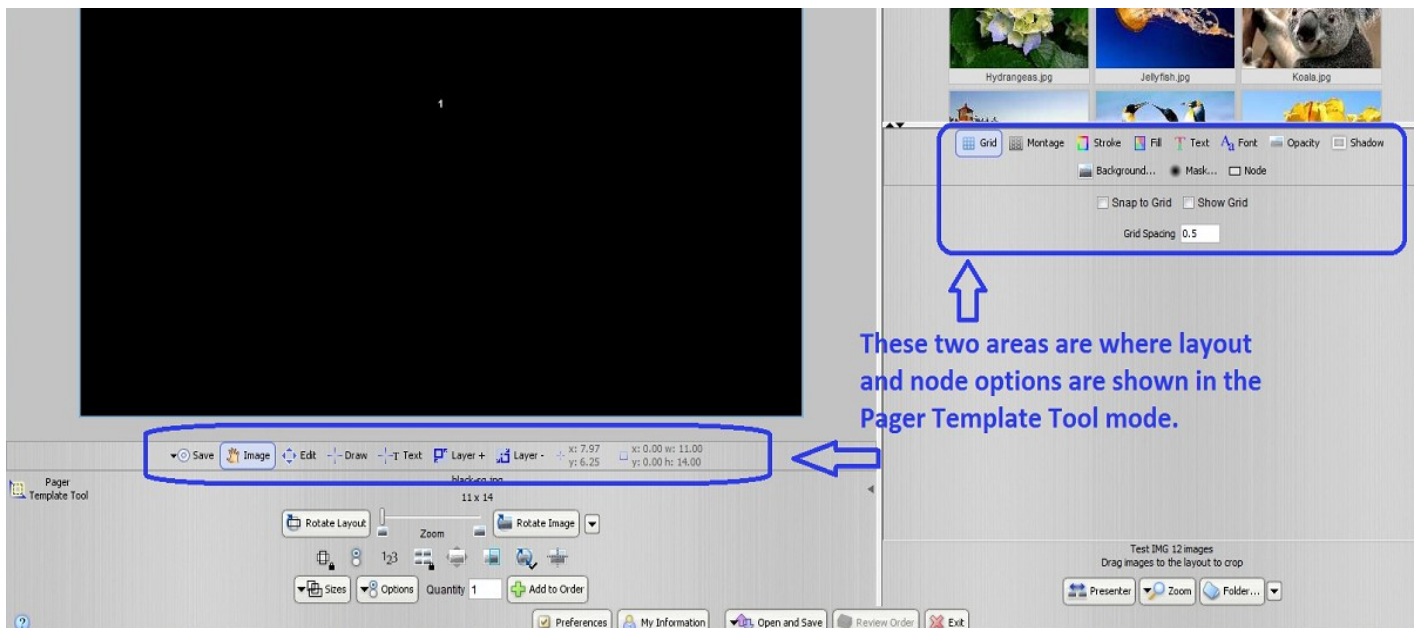 1
Hydrangeas.jpg Jellyfish.jpg Koala.jpg
Grid Montage Stroke Fill Text Font Opacity Shadow
Background... Mask... Node
Snap to Grid Show Grid
Grid Spacing 0.5
These two areas are where layout
and node options are shown in the
Pager Template Tool mode.
Save Image Edit Draw Text Layer + Layer - x: 7.97 x: 0.00 w: 11.00
y: 6.25 y: 0.00 h: 14.00
Pager
Template Tool
11 x 14
Rotate Layout Zoom Rotate Image
123
Sizes Options Quantity 1 Add to Order
Test IMG 12 images
Drag images to the layout to crop
Presenter Zoom Folder...
Preferences My Information Open and Save Review Order Exit